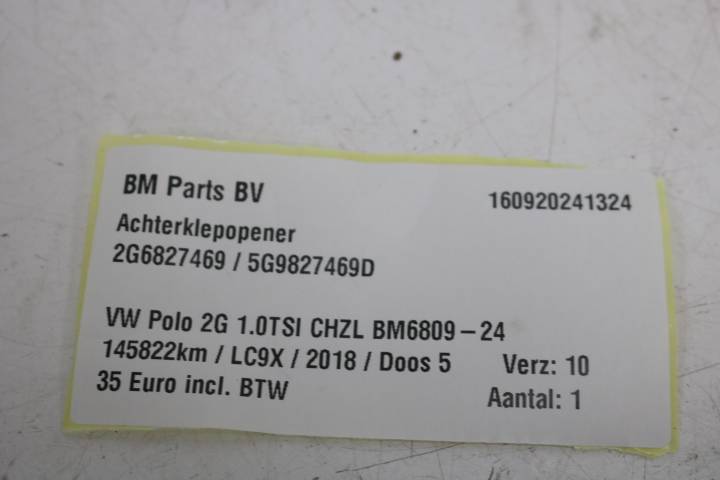 BM Parts BV 160920241324
Achterklepopener
2G6827469 / 5G9827469D
VW Polo 2G 1.0TSI CHZL BM6809-24
145822km / LC9X / 2018 / Doos 5 Verz: 10
35 Euro incl. BTW Aantal: 1